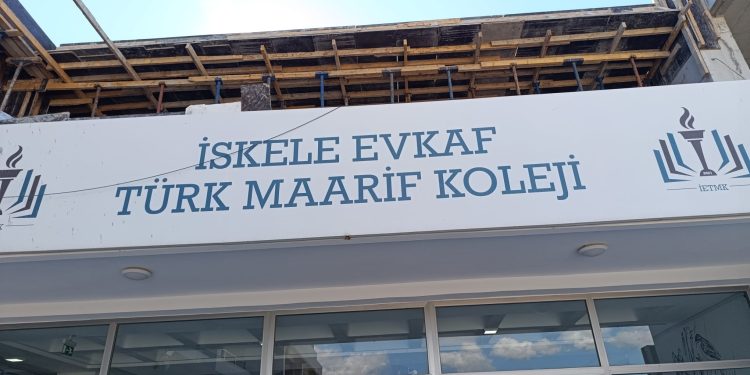 İSKELE EVKAF
TÜRK MAARİF KOLEJİ
İETMK